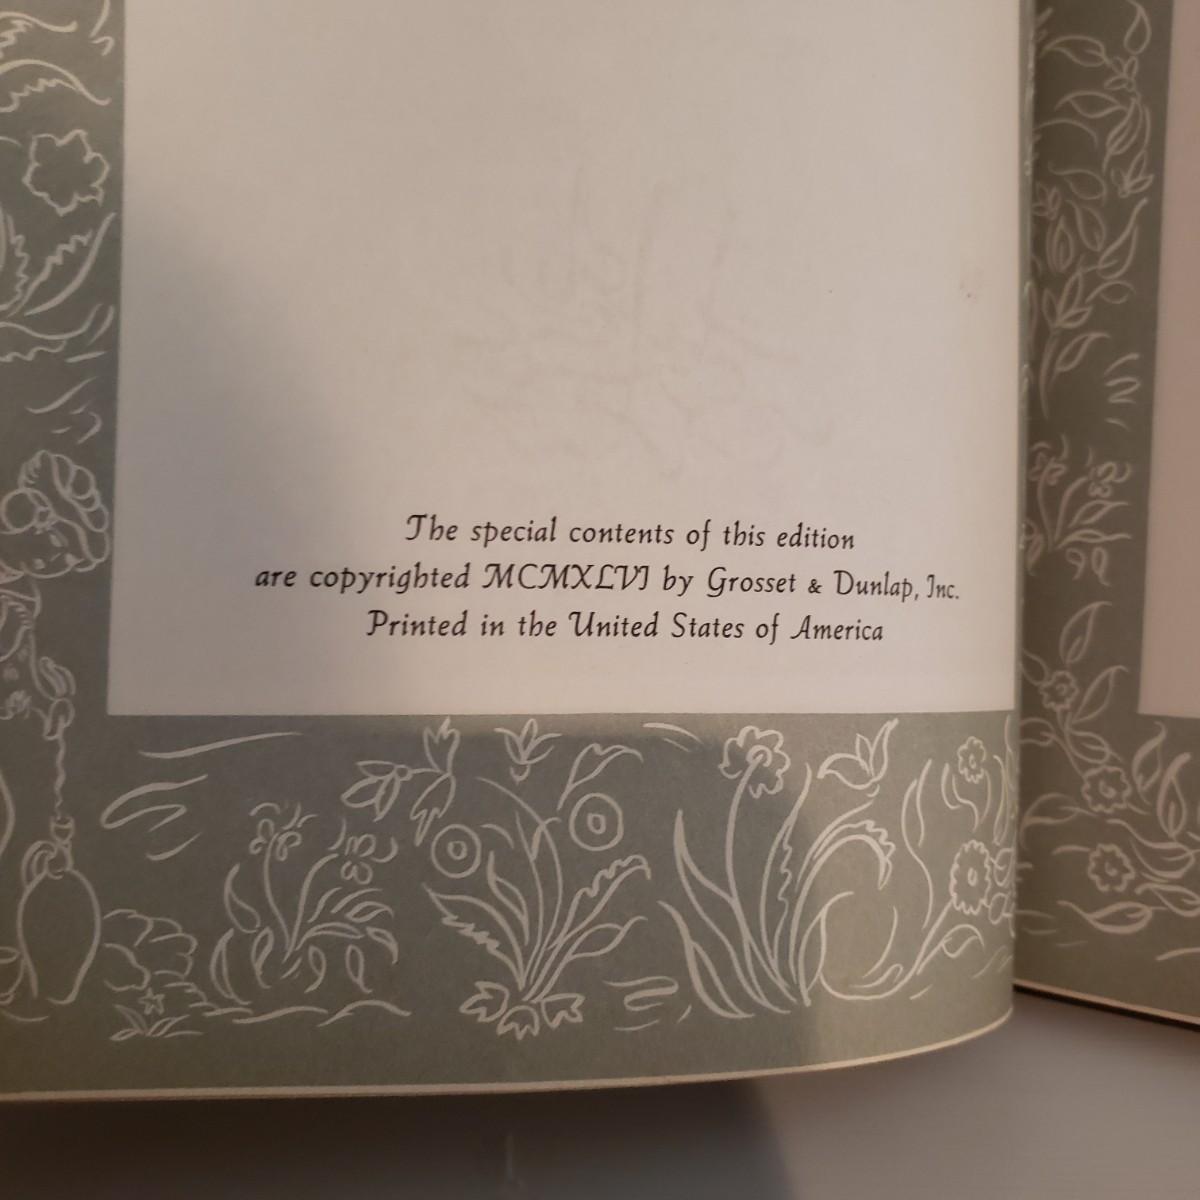 The special contents of this edition
are copyrighted MCMXLVI by Grosset & Dunlap, Inc.
Printed in the United States of America